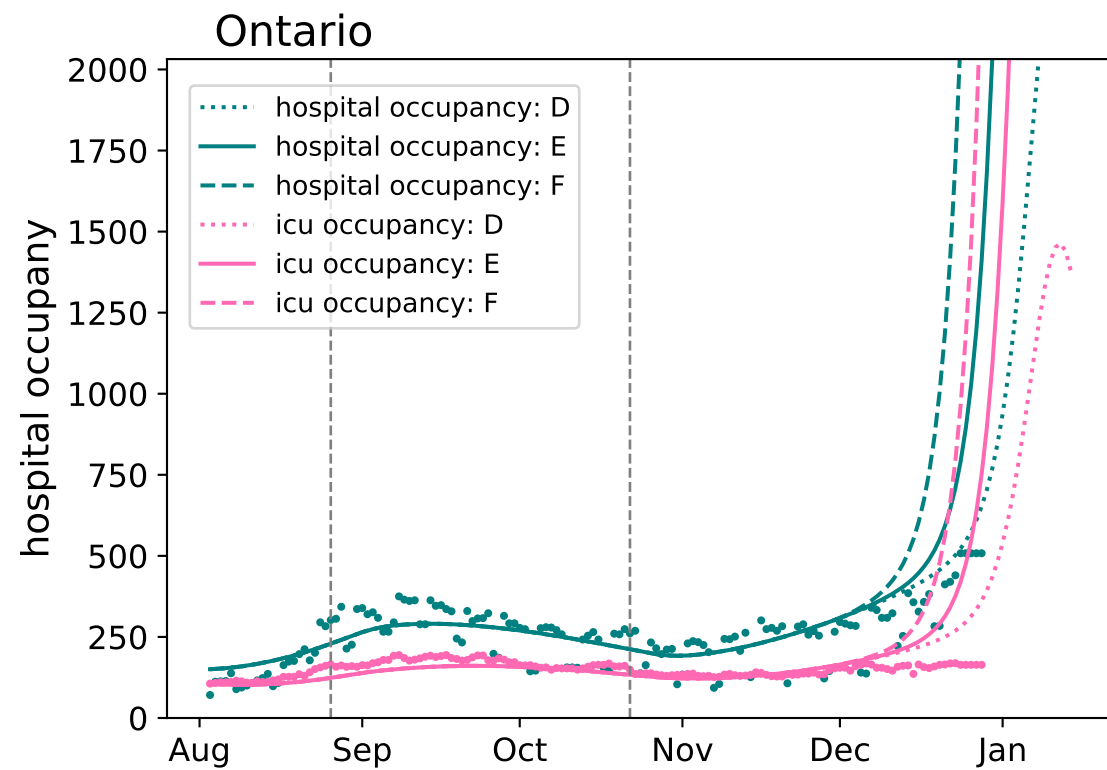 Ontario
hospital occupany
2000
1750
1500
1250
1000
750
500
250
0
hospital occupancy: D
hospital occupancy: E
hospital occupancy: F
icu occupancy: D
icu occupancy: E
icu occupancy: F
Aug Sep Oct Nov Dec Jan